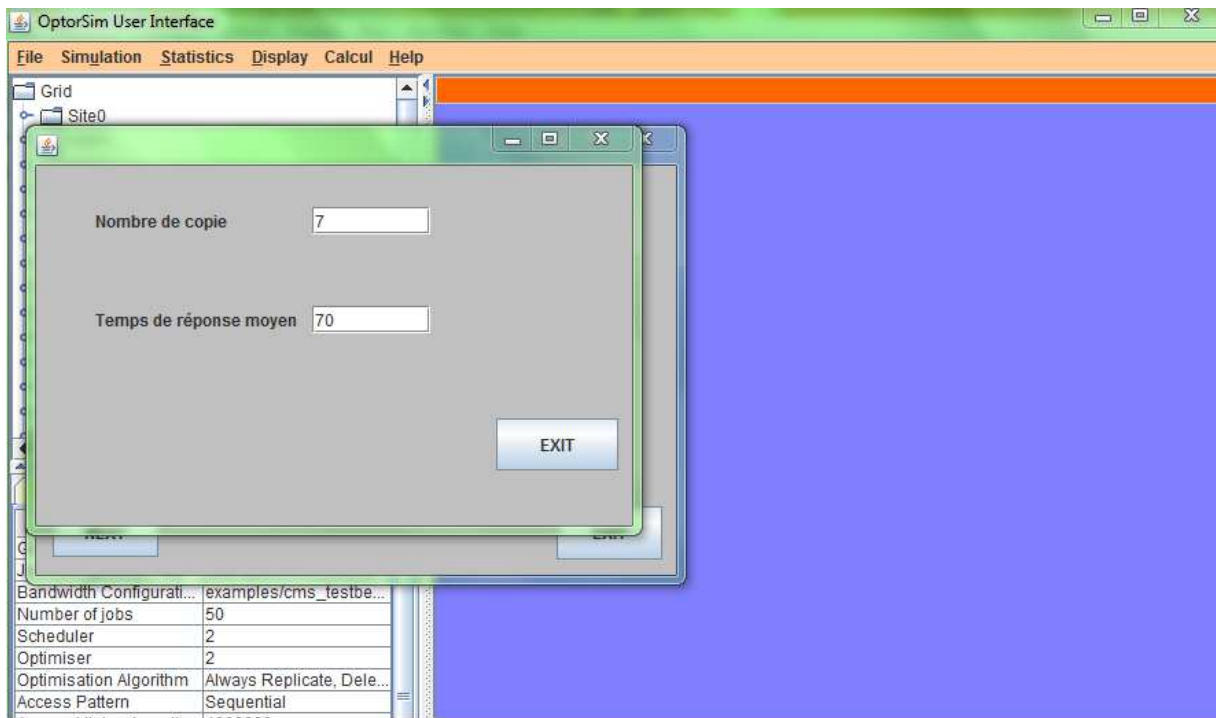 OptorSim User Interface
File Simulation Statistics Display Calcul Help
Grid
Site0
Nombre de copie 7
Temps de réponse moyen 70
EXIT
Bandwidth Configurati... examples/cms_testbe...
Number of jobs 50
Scheduler 2
Optimiser 2
Optimisation Algorithm Always Replicate, Dele...
Access Pattern Sequential